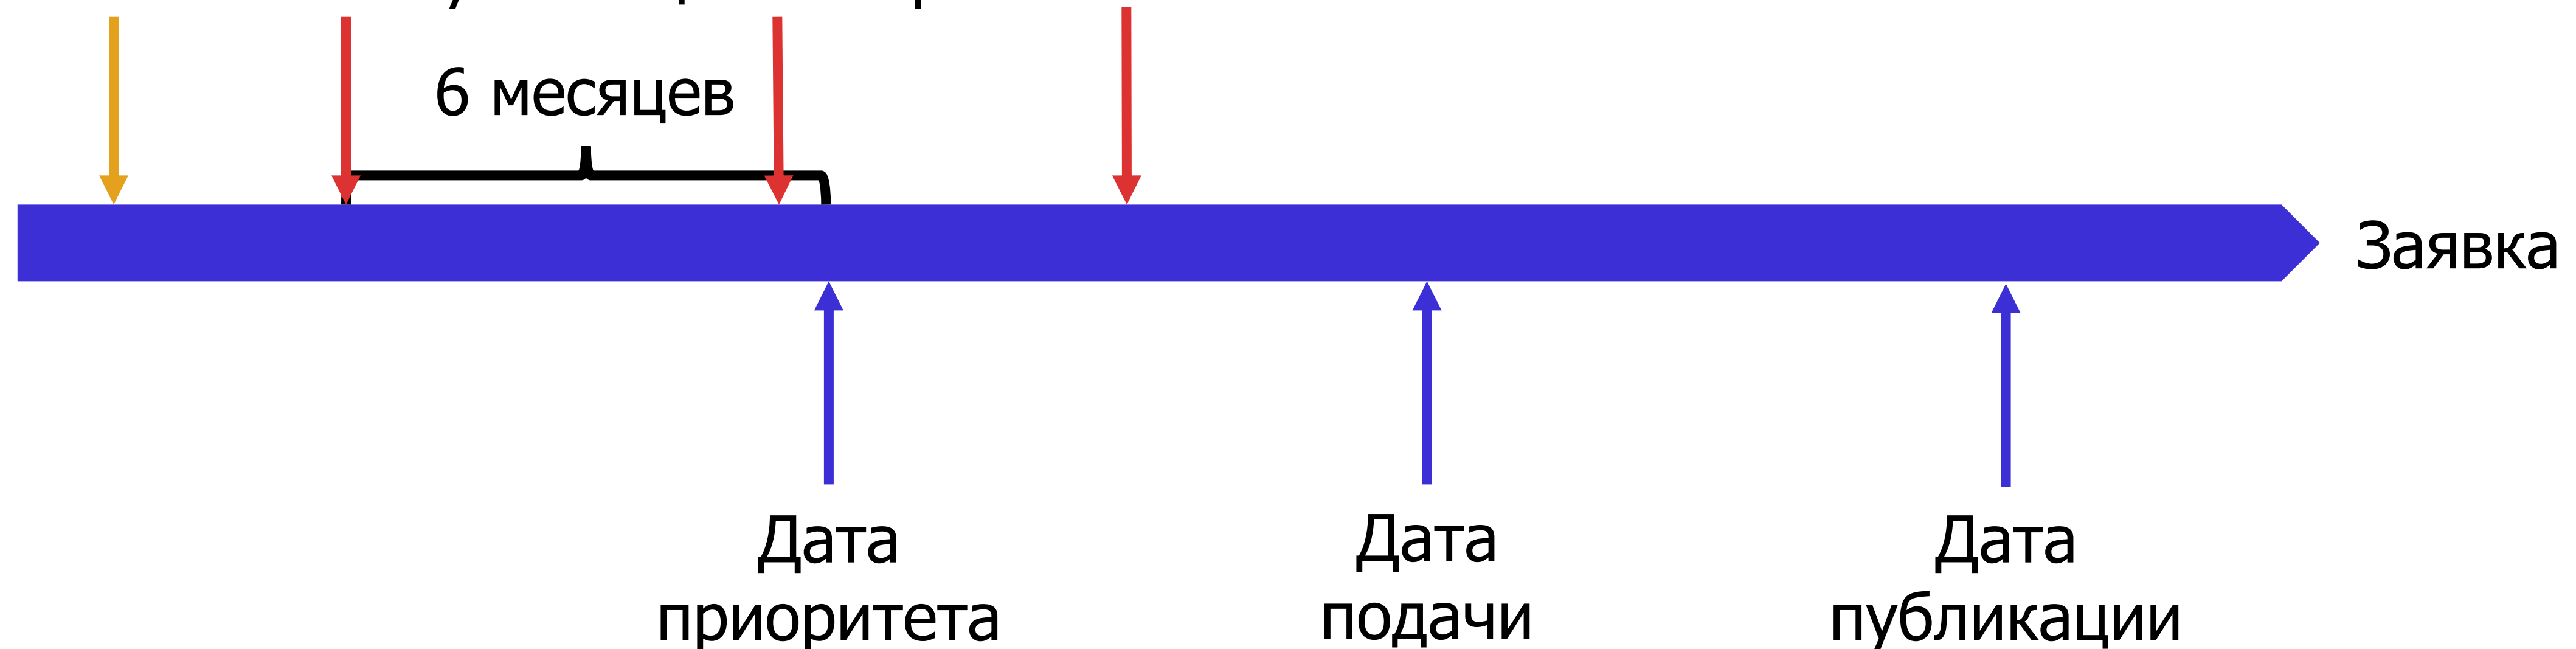 6 месяцев
Заявка
Дата
приоритета
Дата
подачи
Дата
публикации